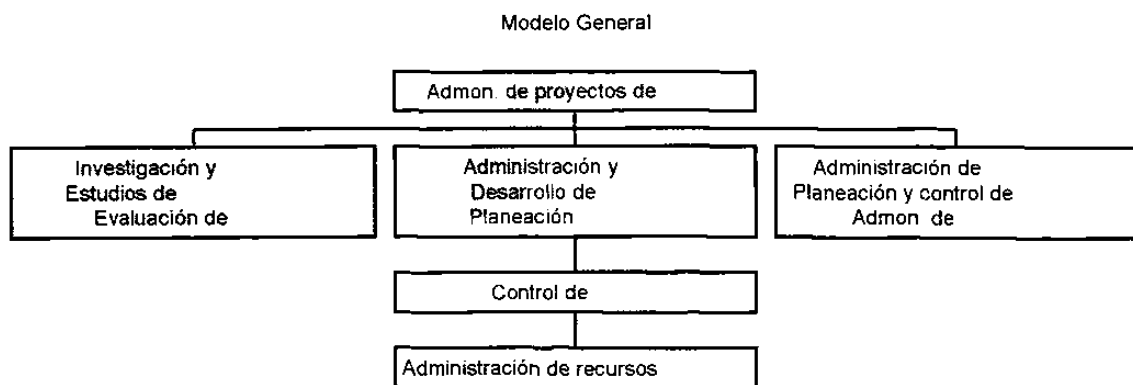 Modelo General
Admon. de proyectos de
Investigación y
Estudios de
Evaluación de
Administración y
Desarrollo de
Planeación
Administración de
Planeación y control de
Admon de
Control de
Administración de recursos